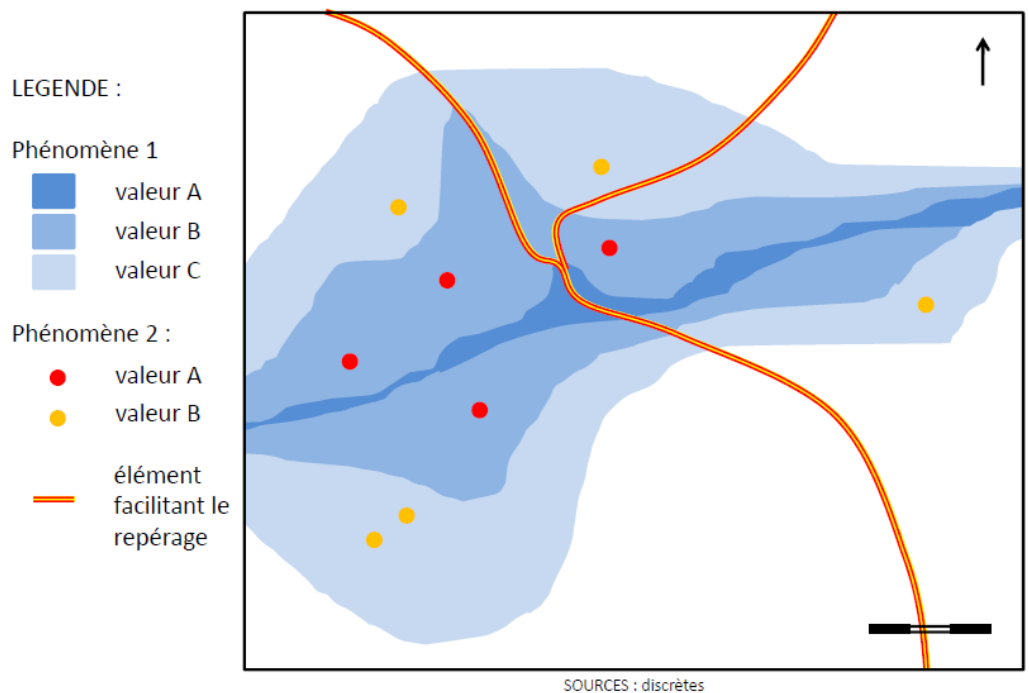 LEGENDE :
Phénomène 1
valeur A
valeur B
valeur C
Phénomène 2 :
valeur A
valeur B
élément
facilitant le
repérage
SOURCES : discrètes